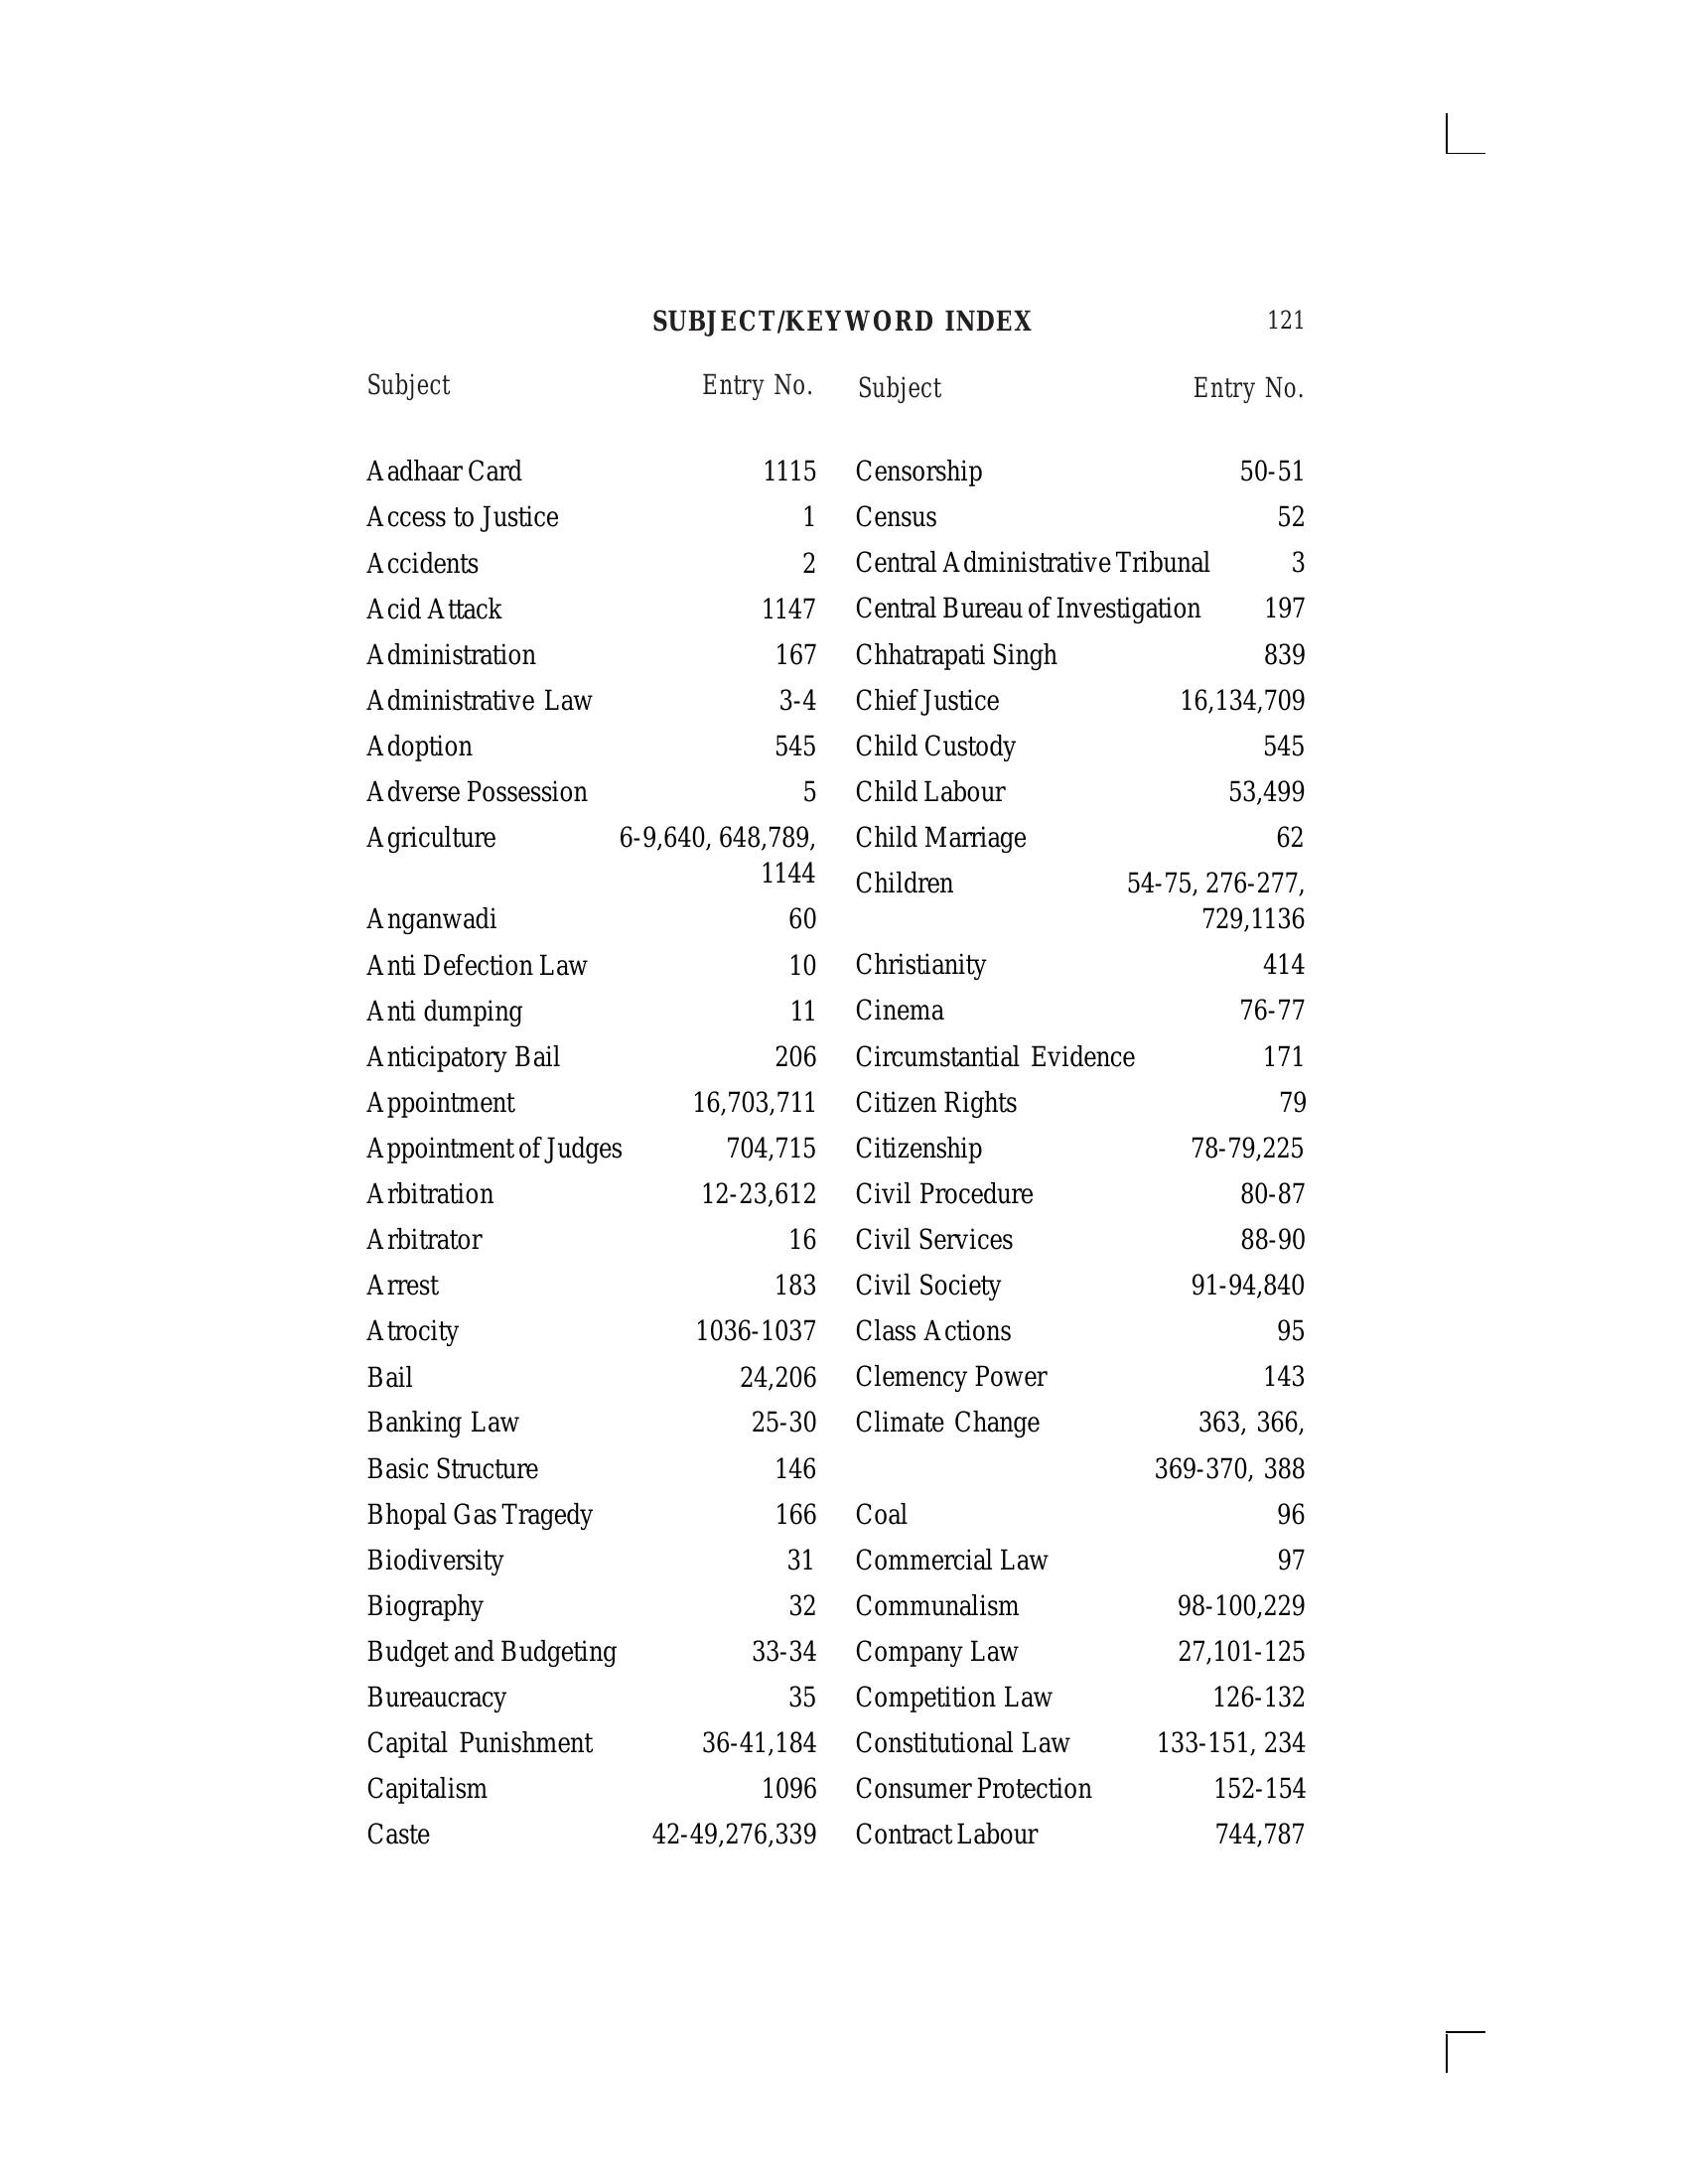 SUBJECT/KEYWORD INDEX 121
Subject Entry No.
Aadhaar Card 1115
Access to Justice 1
Accidents 2
Acid Attack 1147
Administration 167
Administrative Law 3-4
Adoption 545
Adverse Possession 5
Agriculture 6-9,640, 648,789,
1144
Anganwadi 60
Anti Defection Law 10
Anti dumping 11
Anticipatory Bail 206
Appointment 16,703,711
Appointment of Judges 704,715
Arbitration 12-23,612
Arbitrator 16
Arrest 183
Atrocity 1036-1037
Bail 24,206
Banking Law 25-30
Basic Structure 146
Bhopal Gas Tragedy 166
Biodiversity 31
Biography 32
Budget and Budgeting 33-34
Bureaucracy 35
Capital Punishment 36-41,184
Capitalism 1096
Caste 42-49,276,339
Subject Entry No.
Censorship 50-51
Census 52
Central Administrative Tribunal 3
Central Bureau of Investigation 197
Chhatrapati Singh 839
Chief Justice 16,134,709
Child Custody 545
Child Labour 53,499
Child Marriage 62
Children 54-75, 276-277,
729,1136
Christianity 414
Cinema 76-77
Circumstantial Evidence 171
Citizen Rights 79
Citizenship 78-79,225
Civil Procedure 80-87
Civil Services 88-90
Civil Society 91-94,840
Class Actions 95
Clemency Power 143
Climate Change 363, 366,
369-370, 388
Coal 96
Commercial Law 97
Communalism 98-100,229
Company Law 27,101-125
Competition Law 126-132
Constitutional Law 133-151, 234
Consumer Protection 152-154
Contract Labour 744,787